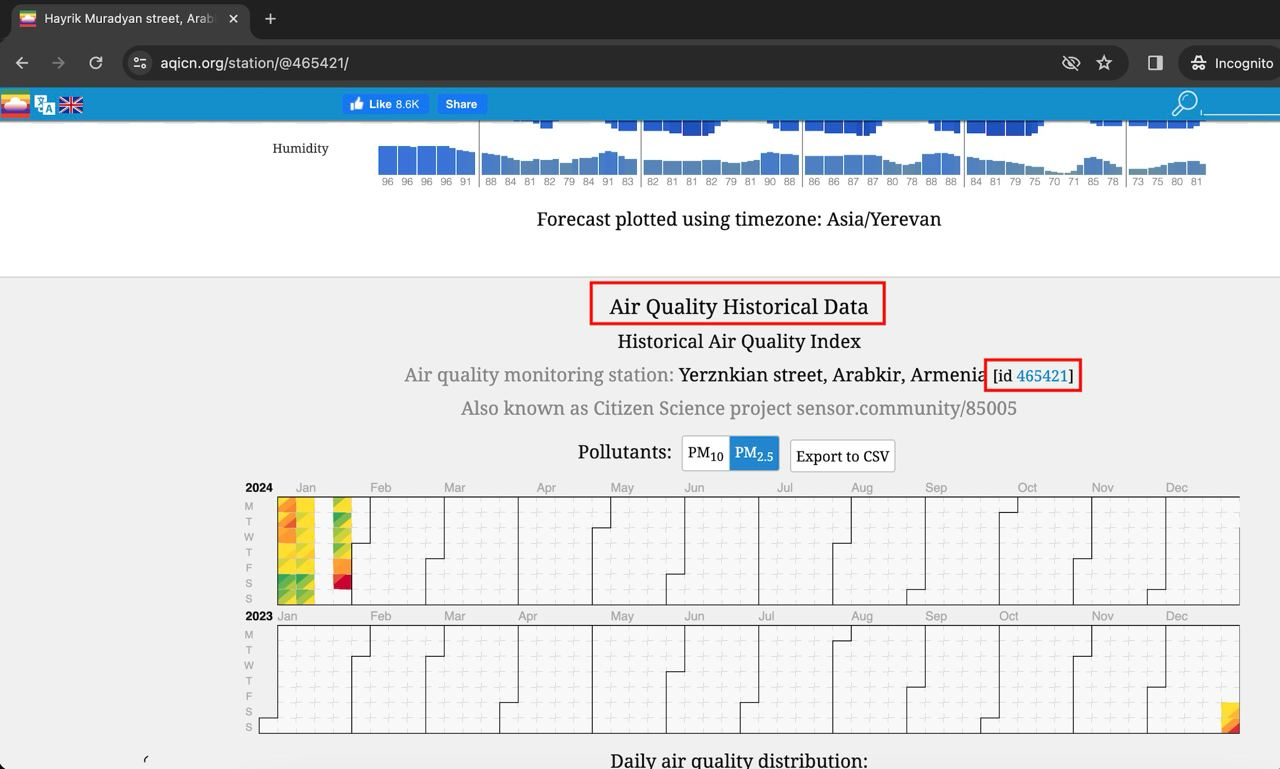 Hayrik Muradyan street, Arab
aqicn.org/station/@465421/
Incognito
Like 8.6K
Share
Humidity
96 96 96 96 91 88 84 81 82 79 84 91 83 82 81 81 82 79 81 90 88 86 86 87 87 80 78 88 88 84 81 79 75 70 71 85 78 73 75 80 81
Forecast plotted using timezone: Asia/Yerevan
Air Quality Historical Data
Historical Air Quality Index
Air quality monitoring station: Yerznkian street, Arabkir, Armenia [id 465421]
Also known as Citizen Science project sensor.community/85005
Pollutants: PM10 PM2.5 Export to CSV
2024 Jan Feb Mar Apr May Jun Jul Aug Sep Oct Nov Dec
M
T
W
T
F
S
S
2023 Jan Feb Mar Apr May Jun Jul Aug Sep Oct Nov Dec
M
T
W
T
F
S
S
Daily air quality distribution: